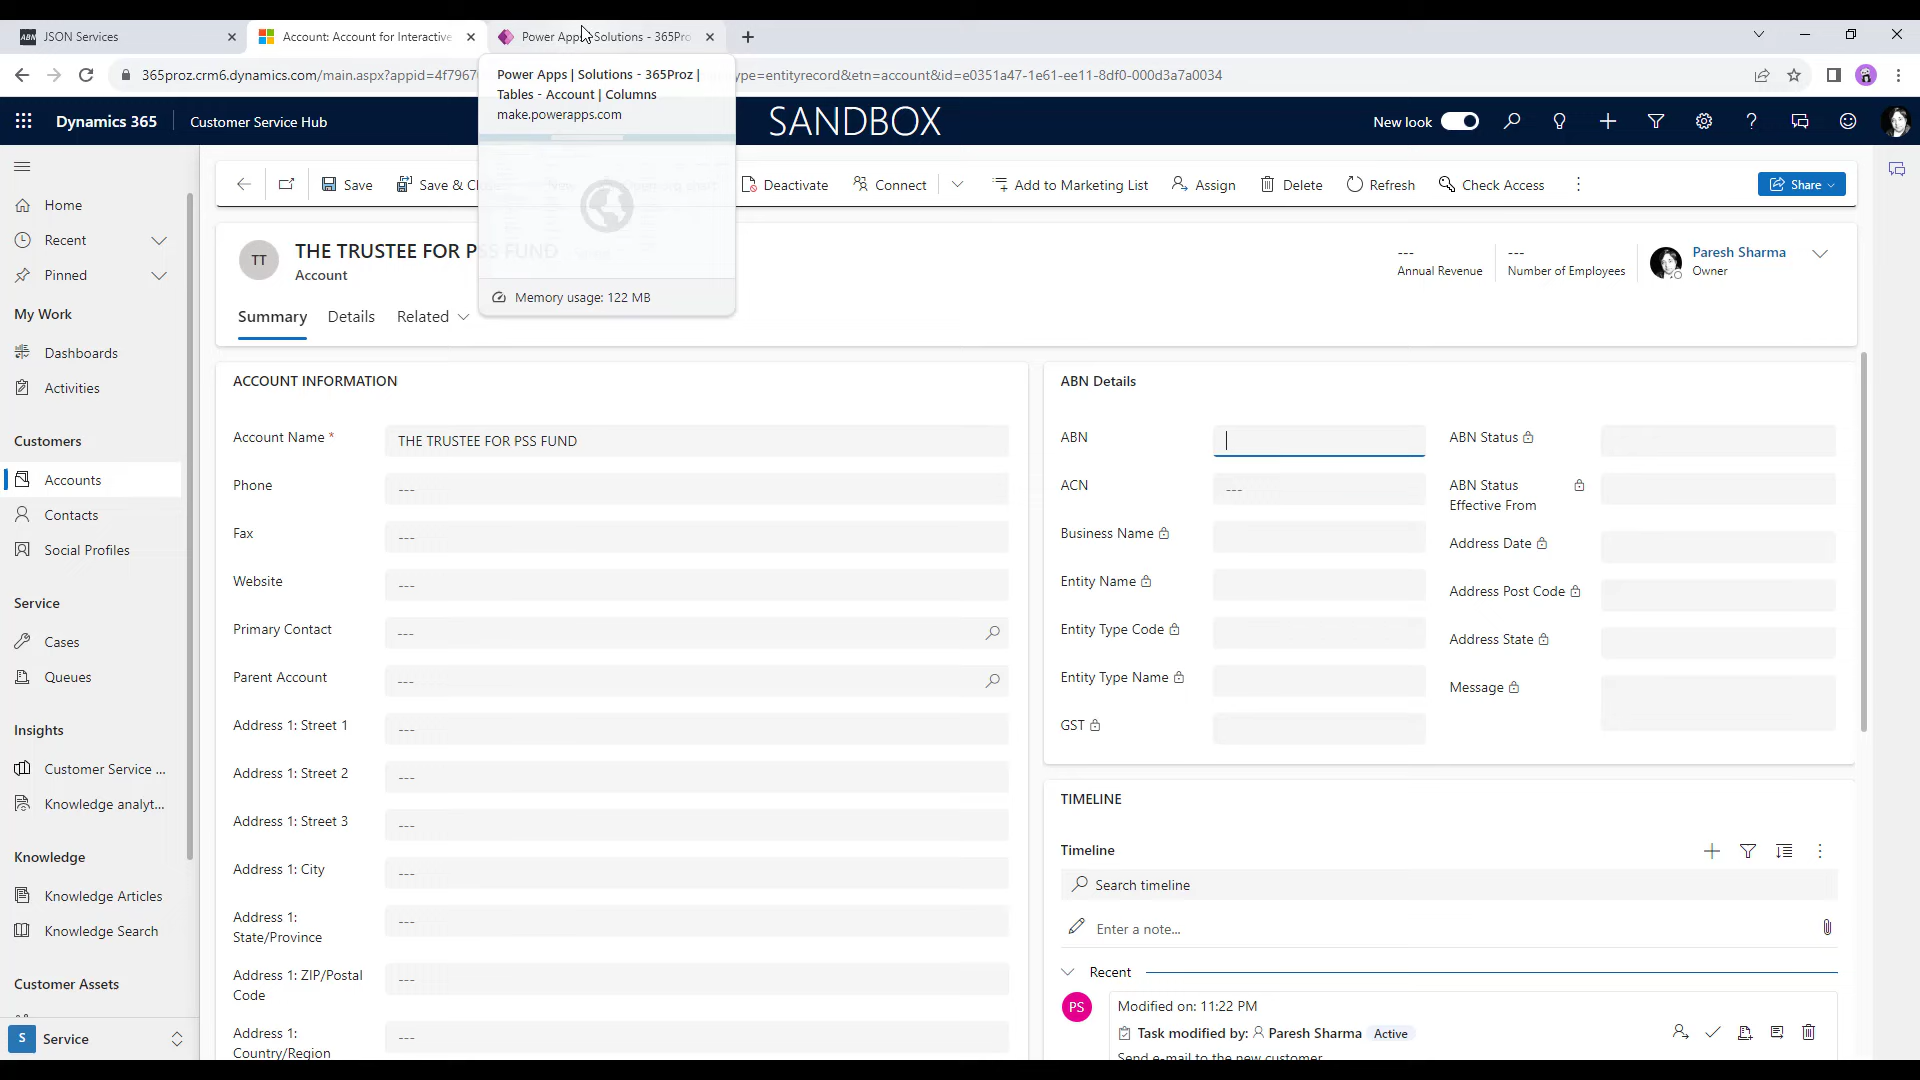 ABN JSON Services
Account: Account for Interactive
Power Apps | Solutions - 365Pro
365proz.crm6.dynamics.com/main.aspx?appid=4f7967
type=entityrecord&etn=account&id=e0351a47-1e61-ee11-8df0-000d3a7a0034
Power Apps | Solutions - 365Proz |
Tables - Account | Columns
make.powerapps.com
Memory usage: 122 MB
Dynamics 365
Customer Service Hub
SANDBOX
New look
Save
Save & Cl
Deactivate
Connect
Add to Marketing List
Assign
Delete
Refresh
Check Access
Share
Home
Recent
Pinned
My Work
Dashboards
Activities
Customers
Accounts
Contacts
Social Profiles
Service
Cases
Queues
Insights
Customer Service ...
Knowledge analyt...
Knowledge
Knowledge Articles
Knowledge Search
Customer Assets
S Service
TT
THE TRUSTEE FOR PSS FUND
Account
---
Annual Revenue
---
Number of Employees
Paresh Sharma
Owner
Summary
Details
Related
ACCOUNT INFORMATION
Account Name *
THE TRUSTEE FOR PSS FUND
Phone
---
Fax
---
Website
---
Primary Contact
---
Parent Account
---
Address 1: Street 1
---
Address 1: Street 2
---
Address 1: Street 3
---
Address 1: City
---
Address 1:
State/Province
---
Address 1: ZIP/Postal
Code
---
Address 1:
Country/Region
---
ABN Details
ABN
ACN
---
Business Name
Entity Name
Entity Type Code
Entity Type Name
GST
ABN Status
ABN Status
Effective From
Address Date
Address Post Code
Address State
Message
TIMELINE
Timeline
Search timeline
Enter a note...
Recent
PS
Modified on: 11:22 PM
Task modified by: Paresh Sharma Active
Send e-mail to the new customer